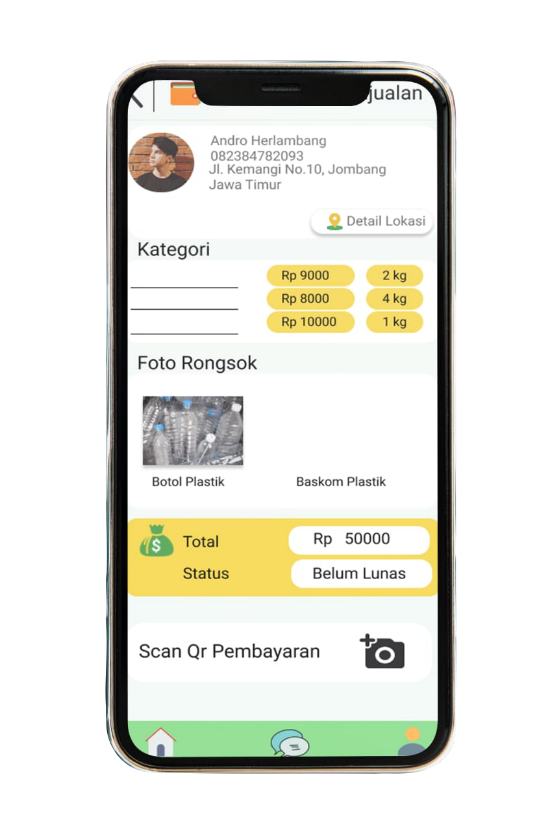 jualan
Andro Herlambang
082384782093
Jl. Kemangi No.10, Jombang
Jawa Timur
Detail Lokasi
Kategori
Rp 9000 2 kg
Rp 8000 4 kg
Rp 10000 1 kg
Foto Rongsok
Botol Plastik Baskom Plastik
$ Total Rp 50000
Status Belum Lunas
Scan Qr Pembayaran